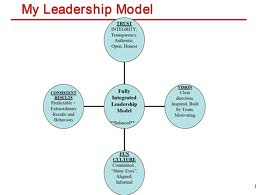 My Leadership Model
TRUST
INTEGRITY,
Transparency,
Authentic,
Open, Honest
CONSISTENT
RESULTS
Predictable +
Extraordinary
Results and
Behaviors
Fully
Integrated
Leadership
Model
**Balanced**
VISION
Clear
direction,
Inspired, Built
by Team,
Motivating
FUN
CULTURE
Committed,
"Shiny Eyes",
Aligned,
Informal
1